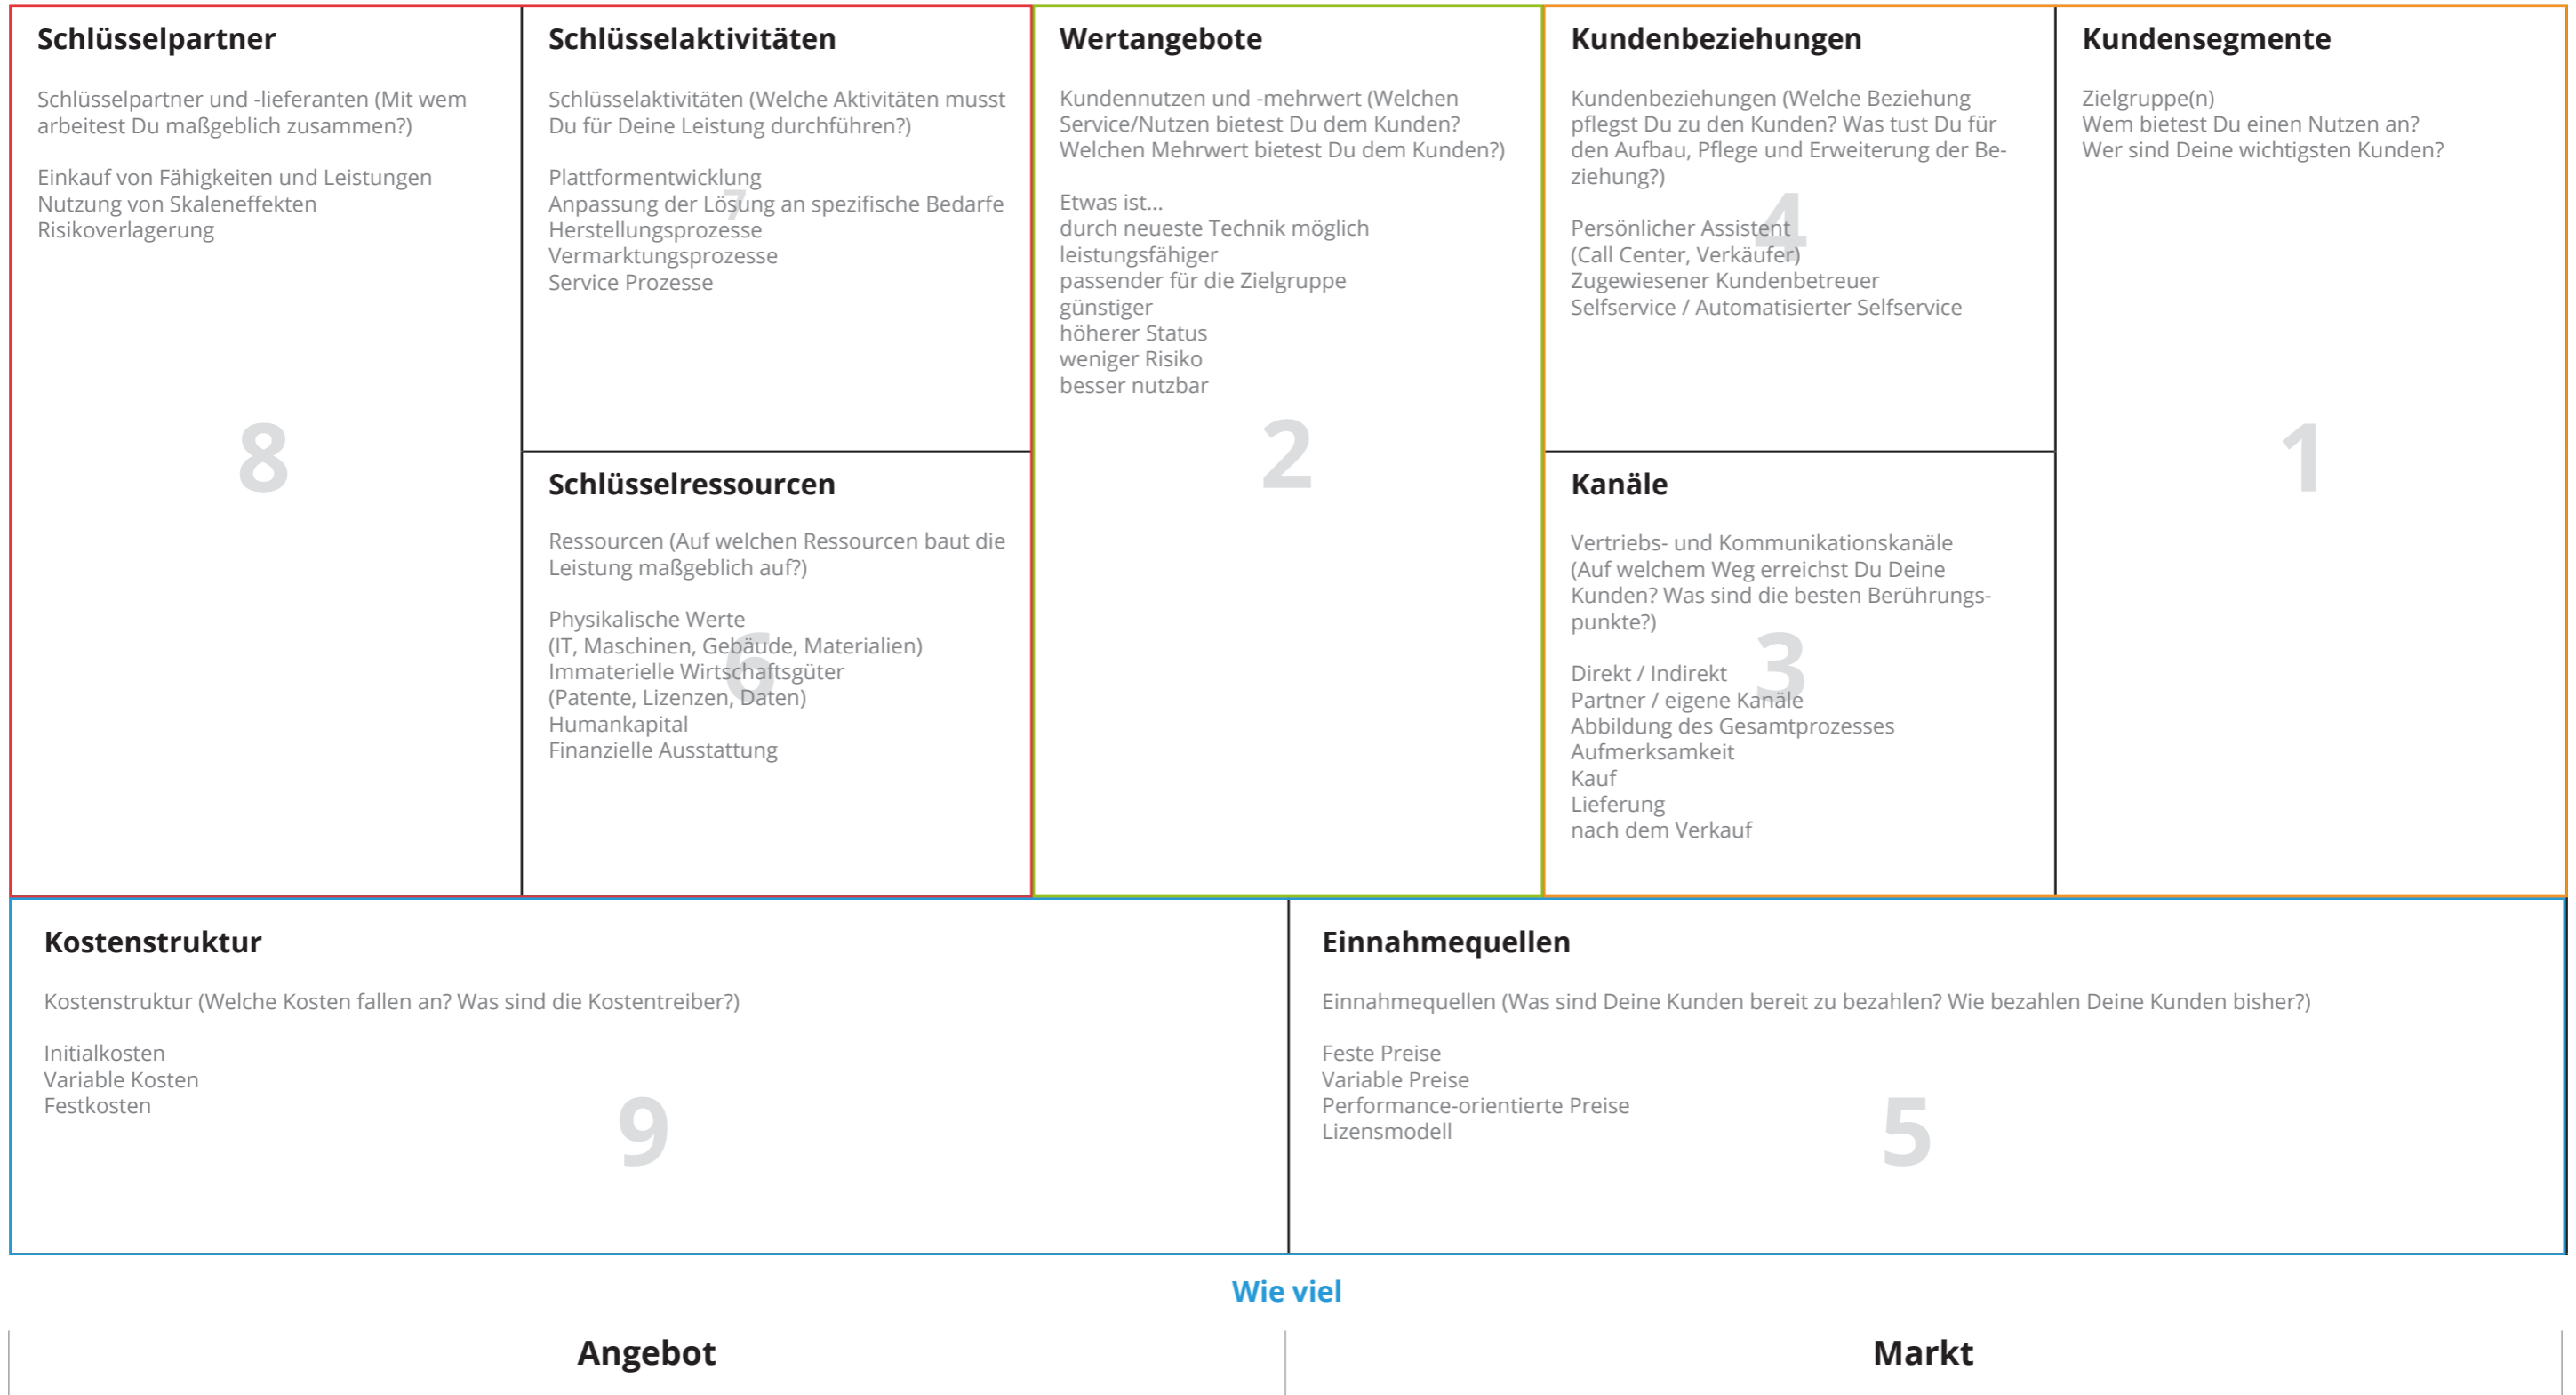 Schlüsselpartner
Schlüsselpartner und -lieferanten (Mit wem
arbeitest Du maßgeblich zusammen?)
Einkauf von Fähigkeiten und Leistungen
Nutzung von Skaleneffekten
Risikoverlagerung
8
Schlüsselaktivitäten
Schlüsselaktivitäten (Welche Aktivitäten musst
Du für Deine Leistung durchführen?)
Plattformentwicklung
Anpassung der Lösung an spezifische Bedarfe
Herstellungsprozesse
Vermarktungsprozesse
Service Prozesse
7
Schlüsselressourcen
Ressourcen (Auf welchen Ressourcen baut die
Leistung maßgeblich auf?)
Physikalische Werte
(IT, Maschinen, Gebäude, Materialien)
Immaterielle Wirtschaftsgüter
(Patente, Lizenzen, Daten)
Humankapital
Finanzielle Ausstattung
6
Wertangebote
Kundennutzen und -mehrwert (Welchen
Service/Nutzen bietest Du dem Kunden?
Welchen Mehrwert bietest Du dem Kunden?)
Etwas ist...
durch neueste Technik möglich
leistungsfähiger
passender für die Zielgruppe
günstiger
höherer Status
weniger Risiko
besser nutzbar
2
Kundenbeziehungen
Kundenbeziehungen (Welche Beziehung
pflegst Du zu den Kunden? Was tust Du für
den Aufbau, Pflege und Erweiterung der Be-
ziehung?)
Persönlicher Assistent
(Call Center, Verkäufer)
Zugewiesener Kundenbetreuer
Selfservice / Automatisierter Selfservice
4
Kanäle
Vertriebs- und Kommunikationskanäle
(Auf welchem Weg erreichst Du Deine
Kunden? Was sind die besten Berührungs-
punkte?)
Direkt / Indirekt
Partner / eigene Kanäle
Abbildung des Gesamtprozesses
Aufmerksamkeit
Kauf
Lieferung
nach dem Verkauf
3
Kundensegmente
Zielgruppe(n)
Wem bietest Du einen Nutzen an?
Wer sind Deine wichtigsten Kunden?
1
Kostenstruktur
Kostenstruktur (Welche Kosten fallen an? Was sind die Kostentreiber?)
Initialkosten
Variable Kosten
Festkosten
9
Einnahmequellen
Einnahmequellen (Was sind Deine Kunden bereit zu bezahlen? Wie bezahlen Deine Kunden bisher?)
Feste Preise
Variable Preise
Performance-orientierte Preise
Lizensmodell
5
Wie viel
Angebot
Markt